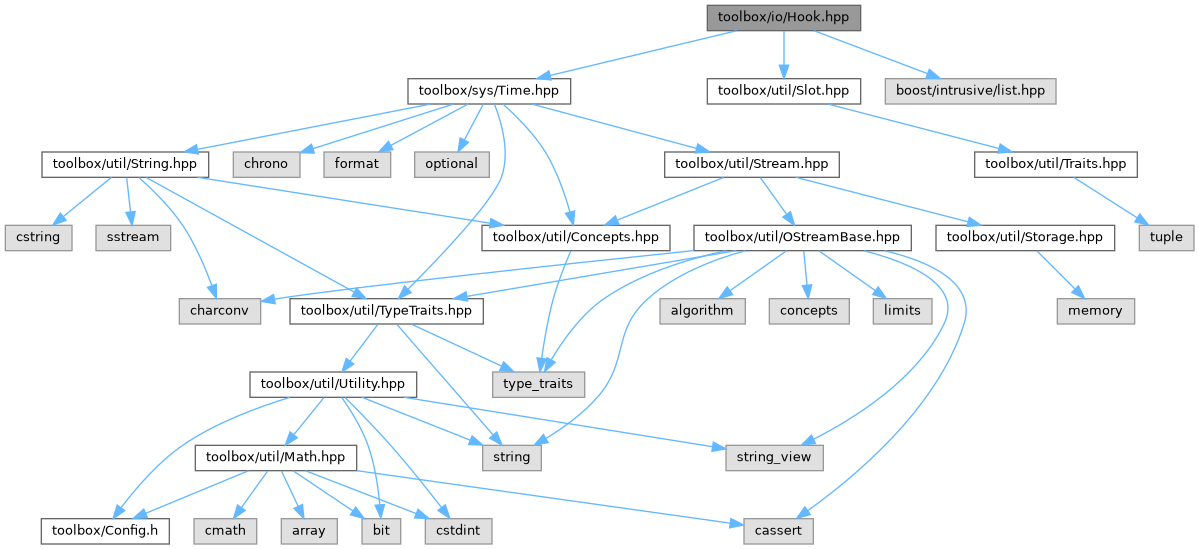 toolbox/io/Hook.hpp
toolbox/sys/Time.hpp
toolbox/util/Slot.hpp
boost/intrusive/list.hpp
toolbox/util/String.hpp
chrono
format
optional
toolbox/util/Stream.hpp
toolbox/util/Traits.hpp
cstring
sstream
toolbox/util/Concepts.hpp
toolbox/util/OStreamBase.hpp
toolbox/util/Storage.hpp
tuple
charconv
toolbox/util/TypeTraits.hpp
algorithm
concepts
limits
memory
toolbox/util/Utility.hpp
type_traits
toolbox/util/Math.hpp
string
string_view
toolbox/Config.h
cmath
array
bit
cstdint
cassert